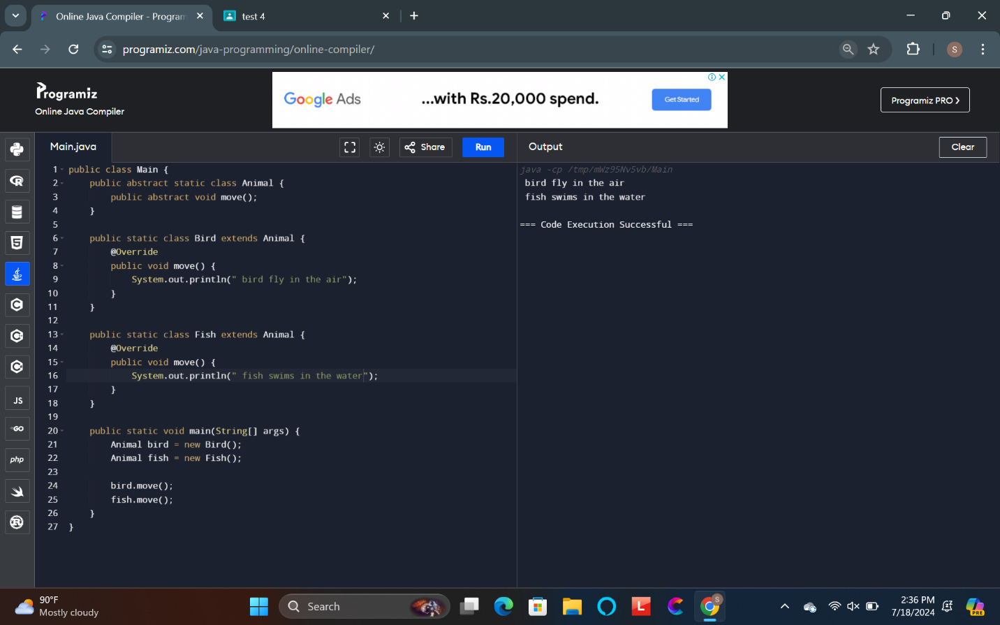 Online Java Compiler - Program
test 4
programiz.com/java-programming/online-compiler/
S
Programiz
Online Java Compiler
Google Ads
...with Rs.20,000 spend.
Get Started
Programiz PRO
Main.java
Share
Run
Output
Clear
1 public class Main {
2     public abstract static class Animal {
3         public abstract void move();
4     }
5
6     public static class Bird extends Animal {
7         @Override
8         public void move() {
9             System.out.println(" bird fly in the air");
10         }
11     }
12
13     public static class Fish extends Animal {
14         @Override
15         public void move() {
16             System.out.println(" fish swims in the water");
17         }
18     }
19
20     public static void main(String[] args) {
21         Animal bird = new Bird();
22         Animal fish = new Fish();
23
24         bird.move();
25         fish.move();
26     }
27 }
java -cp /tmp/mWz95Nv5vb/Main
bird fly in the air
fish swims in the water
=== Code Execution Successful ===
JS
GO
php
90°F
Mostly cloudy
Search
L
S
2:36 PM
7/18/2024
PRE